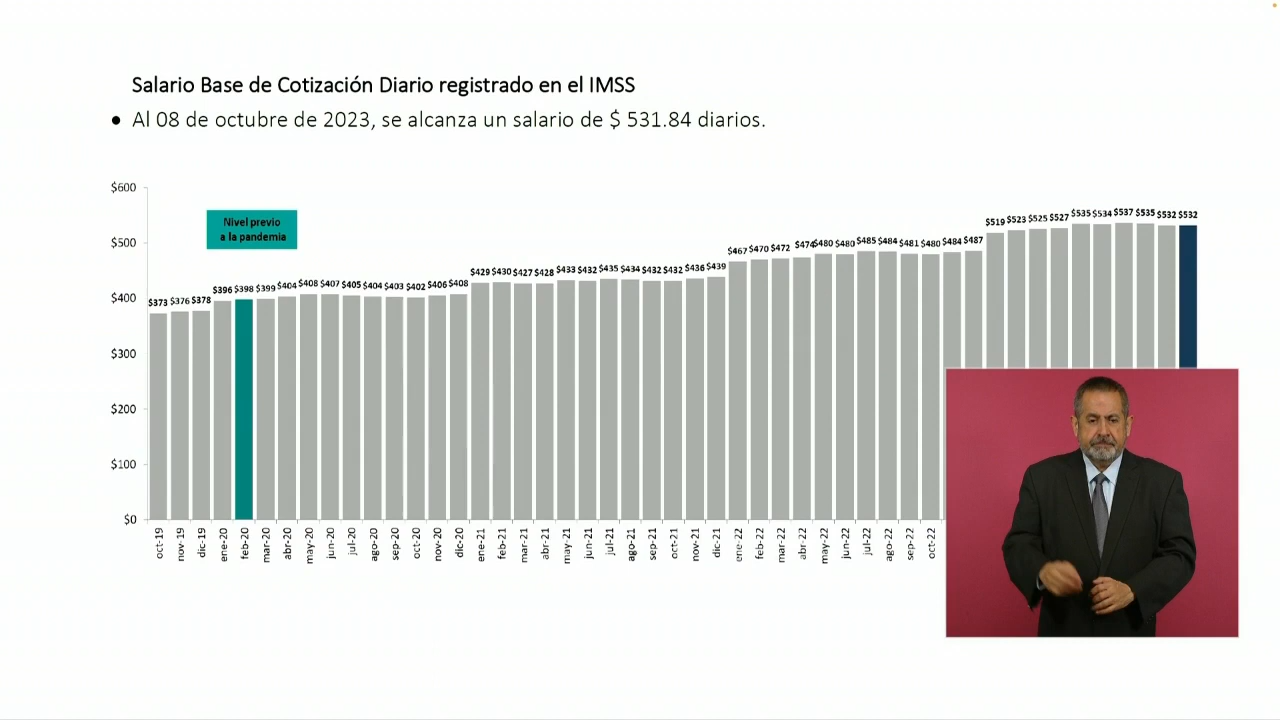 Salario Base de Cotización Diario registrado en el IMSS
● Al 08 de octubre de 2023, se alcanza un salario de $ 531.84 diarios.
$600
$500
$400
$300
$200
$100
$0
Nivel previo
a la pandemia
$373 $376 $378 $396 $398 $399 $404 $408 $407 $405 $404 $403 $402 $406 $408 $429 $430 $427 $428 $433 $432 $435 $434 $432 $432 $436 $439 $467 $470 $472 $474 $480 $480 $485 $484 $481 $480 $484 $487 $519 $523 $525 $527 $535 $534 $537 $535 $532 $532
oct-19 nov-19 dic-19 ene-20 feb-20 mar-20 abr-20 may-20 jun-20 jul-20 ago-20 sep-20 oct-20 nov-20 dic-20 ene-21 feb-21 mar-21 abr-21 may-21 jun-21 jul-21 ago-21 sep-21 oct-21 nov-21 dic-21 ene-22 feb-22 mar-22 abr-22 may-22 jun-22 jul-22 ago-22 sep-22 oct-22